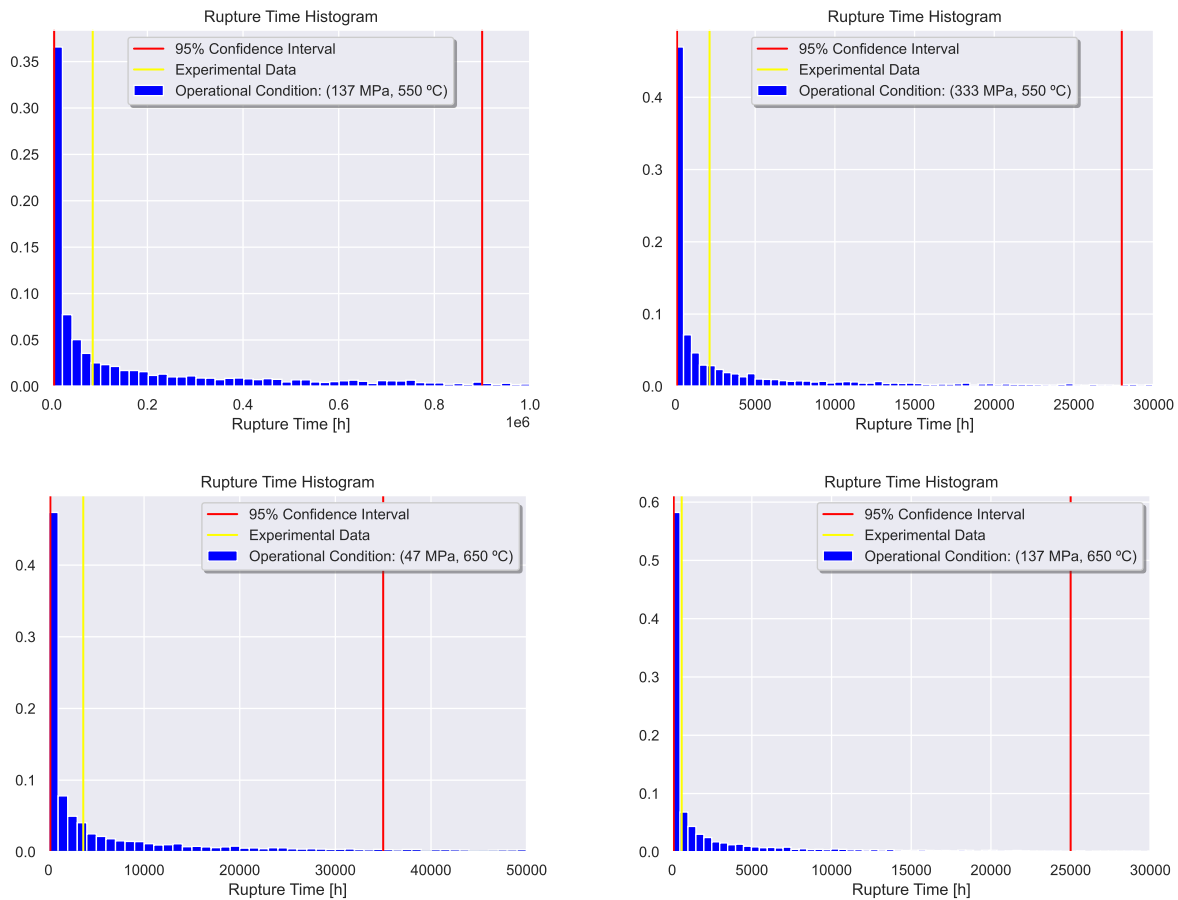 Rupture Time Histogram
95% Confidence Interval
Experimental Data
Operational Condition: (137 MPa, 550 ºC)
0.35
0.30
0.25
0.20
0.15
0.10
0.05
0.00
0.0 0.2 0.4 0.6 0.8 1.0
1e6
Rupture Time [h]
Rupture Time Histogram
95% Confidence Interval
Experimental Data
Operational Condition: (333 MPa, 550 ºC)
0.4
0.3
0.2
0.1
0.0
0 5000 10000 15000 20000 25000 30000
Rupture Time [h]
Rupture Time Histogram
95% Confidence Interval
Experimental Data
Operational Condition: (47 MPa, 650 ºC)
0.4
0.3
0.2
0.1
0.0
0 10000 20000 30000 40000 50000
Rupture Time [h]
Rupture Time Histogram
95% Confidence Interval
Experimental Data
Operational Condition: (137 MPa, 650 ºC)
0.6
0.5
0.4
0.3
0.2
0.1
0.0
0 5000 10000 15000 20000 25000 30000
Rupture Time [h]